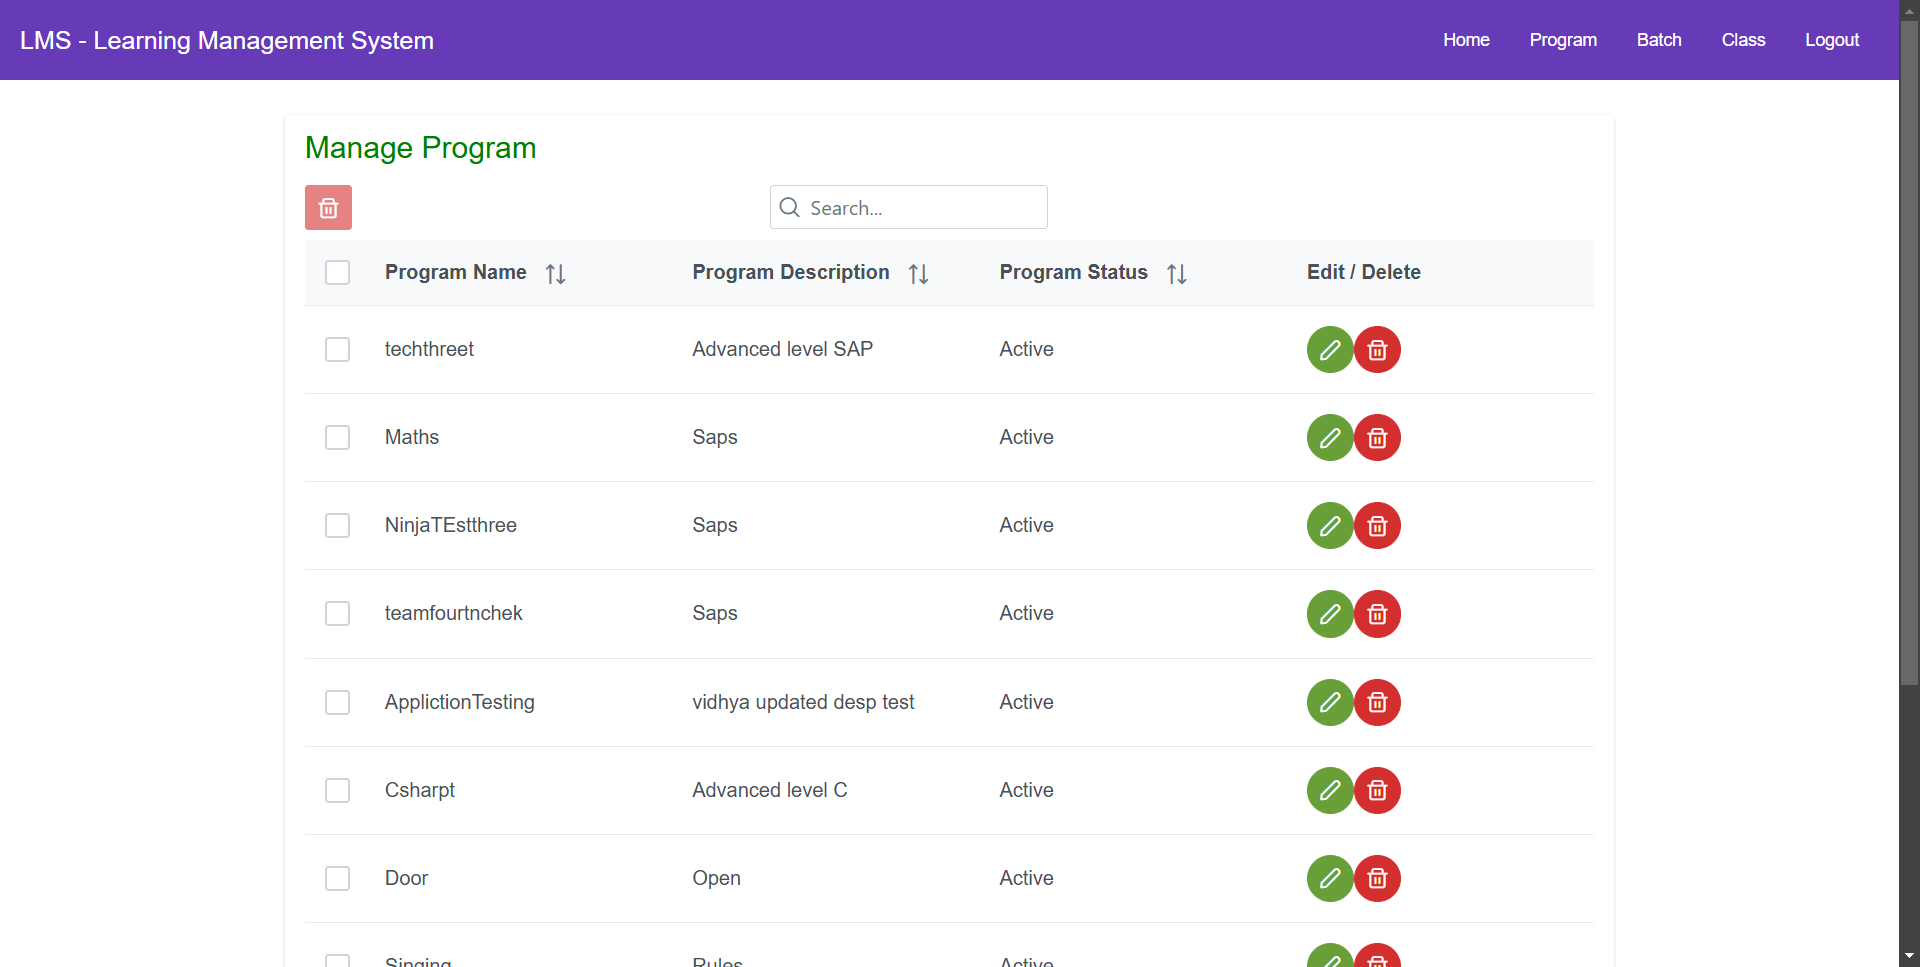 LMS - Learning Management System Home Program Batch Class Logout
Manage Program
Search...
Program Name Program Description Program Status Edit / Delete
techthreet Advanced level SAP Active
Maths Saps Active
NinjaTEstthree Saps Active
teamfourtnchek Saps Active
ApplictionTesting vidhya updated desp test Active
Csharpt Advanced level C Active
Door Open Active
Singing Rules Active